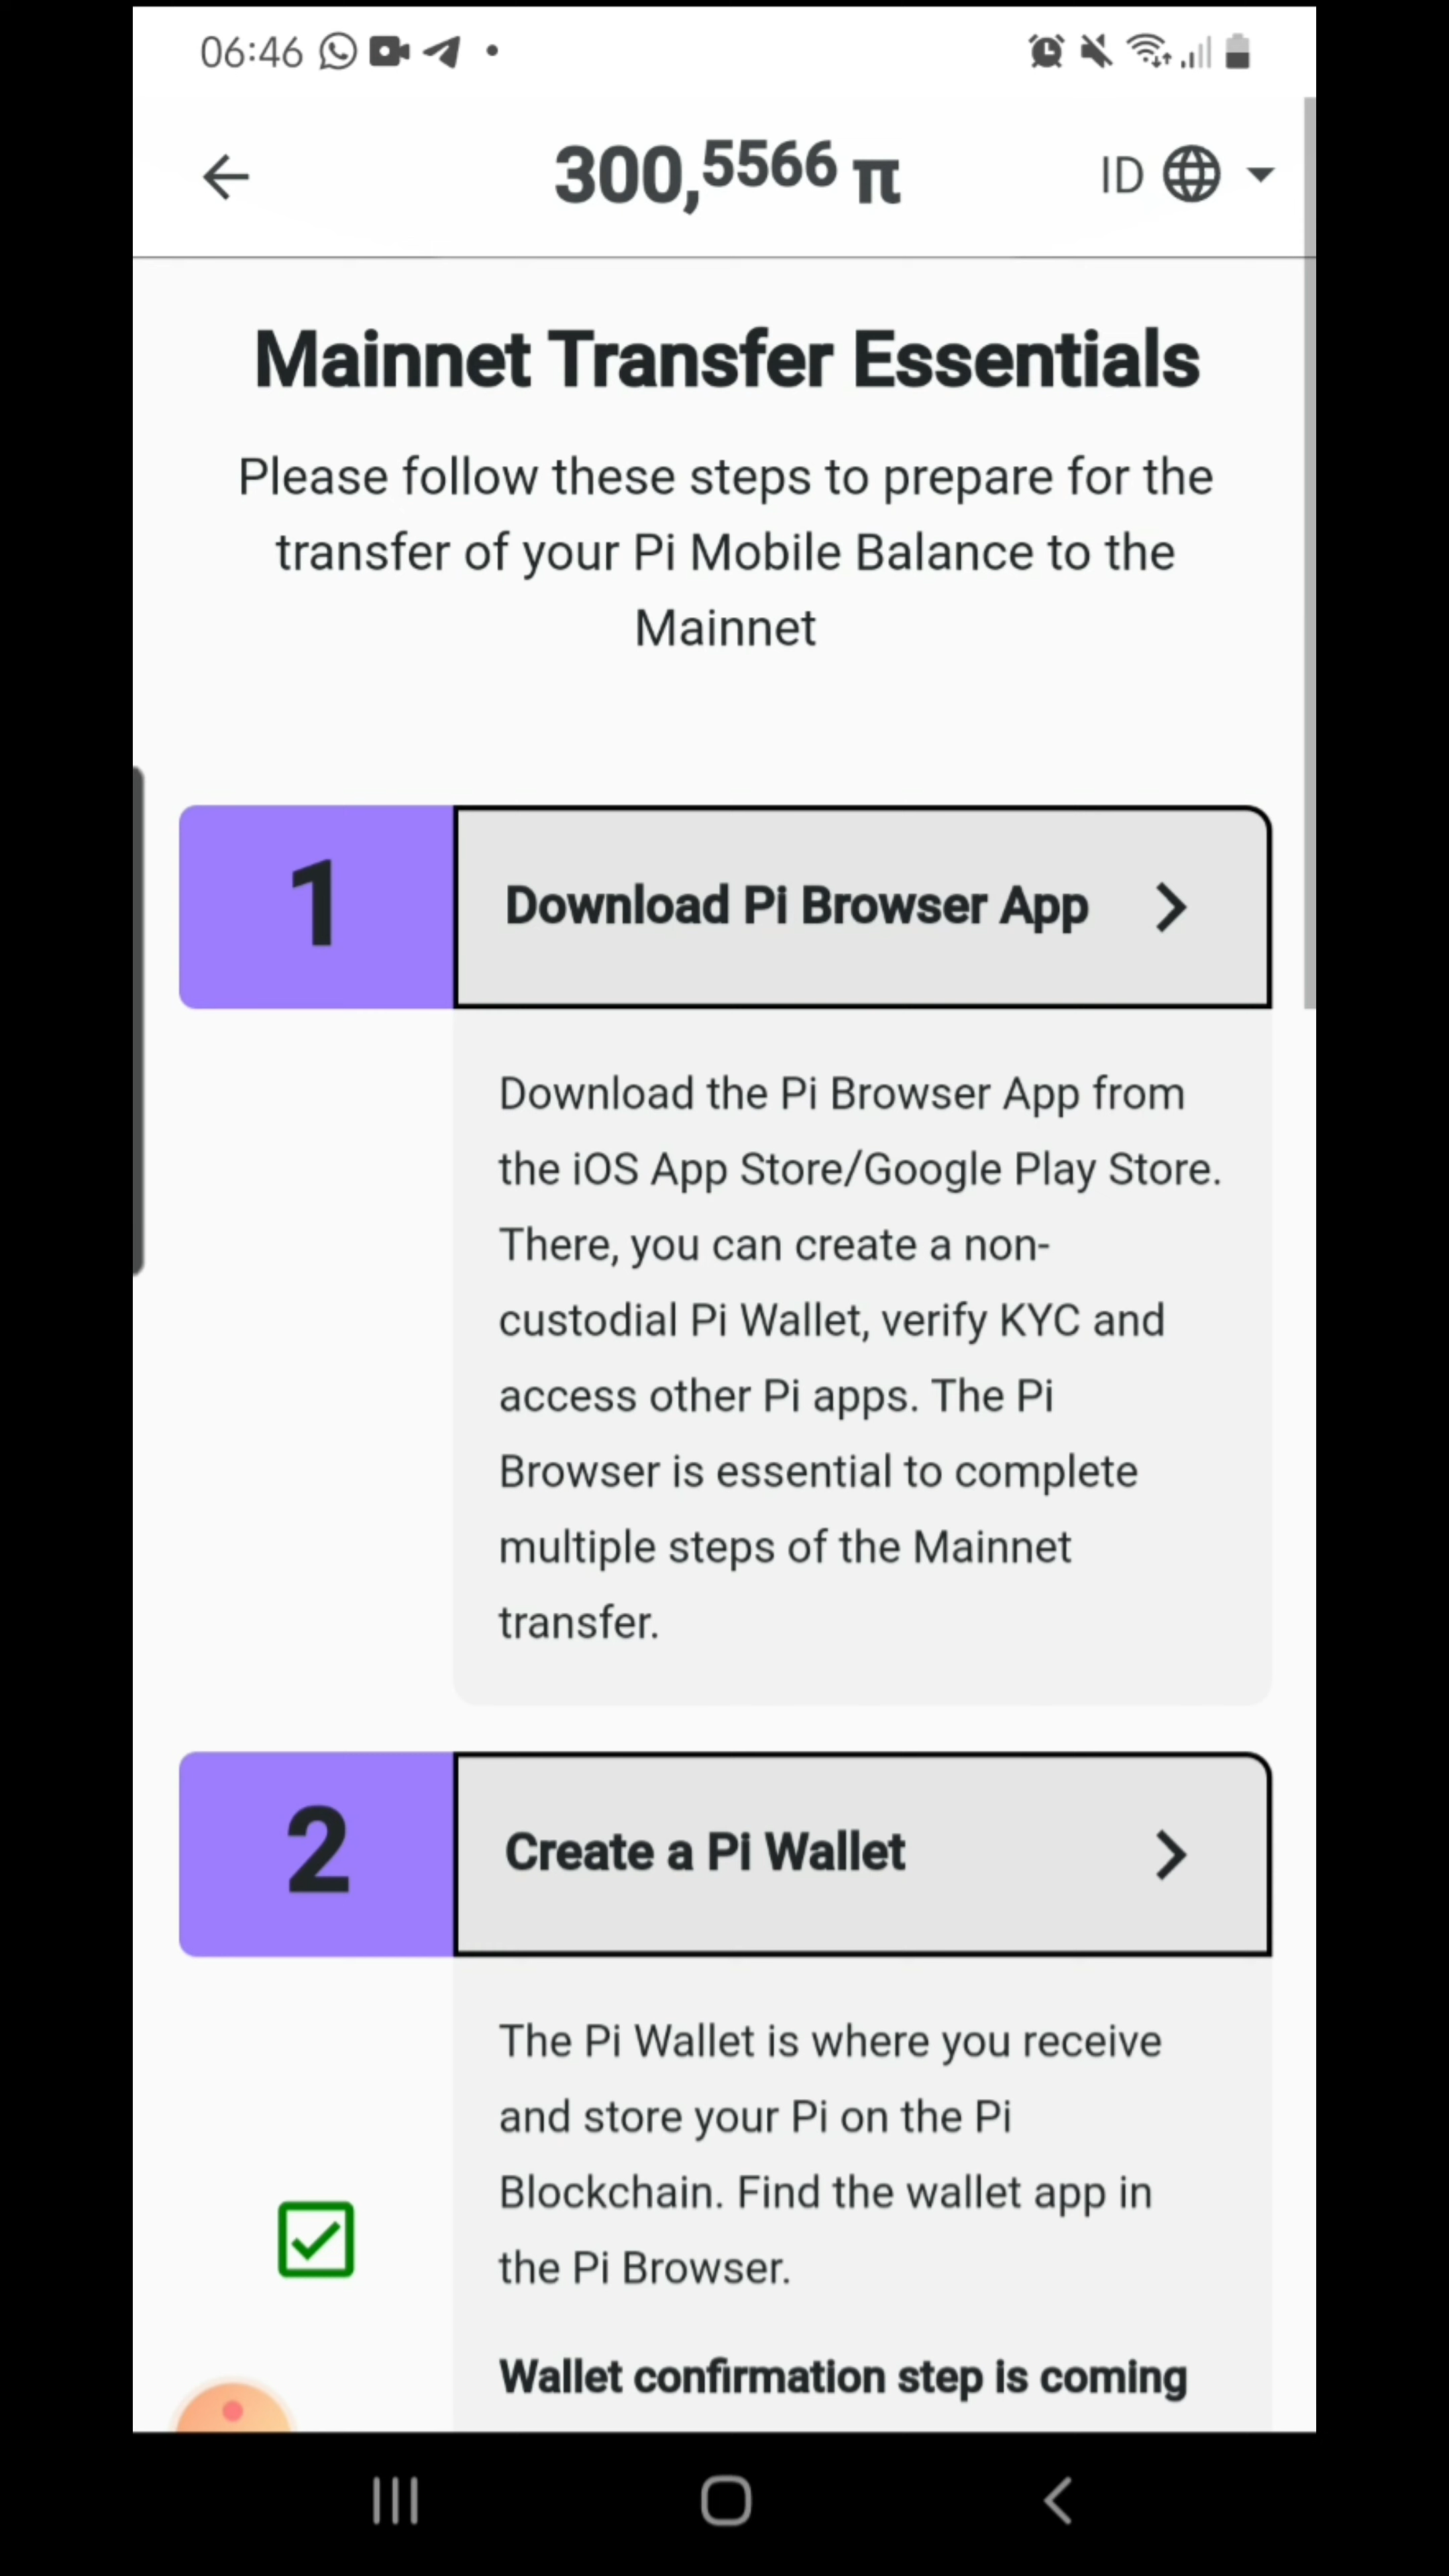 06:46
300,5566 π
ID
Mainnet Transfer Essentials
Please follow these steps to prepare for the
transfer of your Pi Mobile Balance to the
Mainnet
1
Download Pi Browser App
Download the Pi Browser App from
the iOS App Store/Google Play Store.
There, you can create a non-
custodial Pi Wallet, verify KYC and
access other Pi apps. The Pi
Browser is essential to complete
multiple steps of the Mainnet
transfer.
2
Create a Pi Wallet
The Pi Wallet is where you receive
and store your Pi on the Pi
Blockchain. Find the wallet app in
the Pi Browser.
Wallet confirmation step is coming